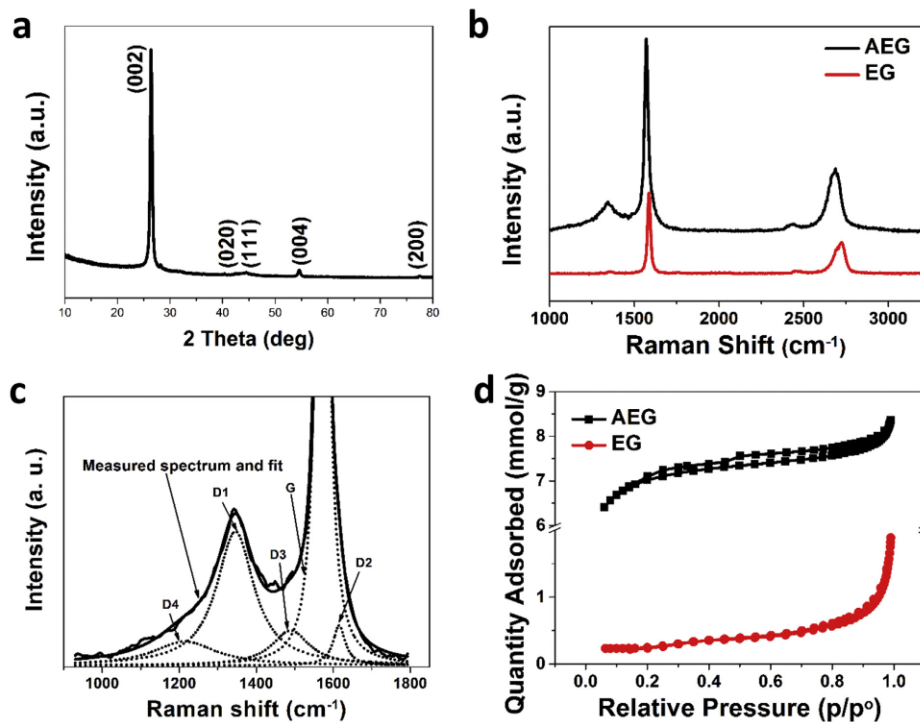 a
Intensity (a.u.)
(002)
(020)
(111)
(004)
(200)
10 20 30 40 50 60 70 80
2 Theta (deg)
b
Intensity (a.u.)
AEG
EG
1000 1500 2000 2500 3000
Raman Shift (cm-1)
c
Intensity (a. u.)
Measured spectrum and fit
D1
G
D3
D2
D4
1000 1200 1400 1600 1800
Raman shift (cm-1)
d
Quantity Adsorbed (mmol/g)
9
8
7
6
1
0
AEG
EG
0.0 0.2 0.4 0.6 0.8 1.0
Relative Pressure (p/po)